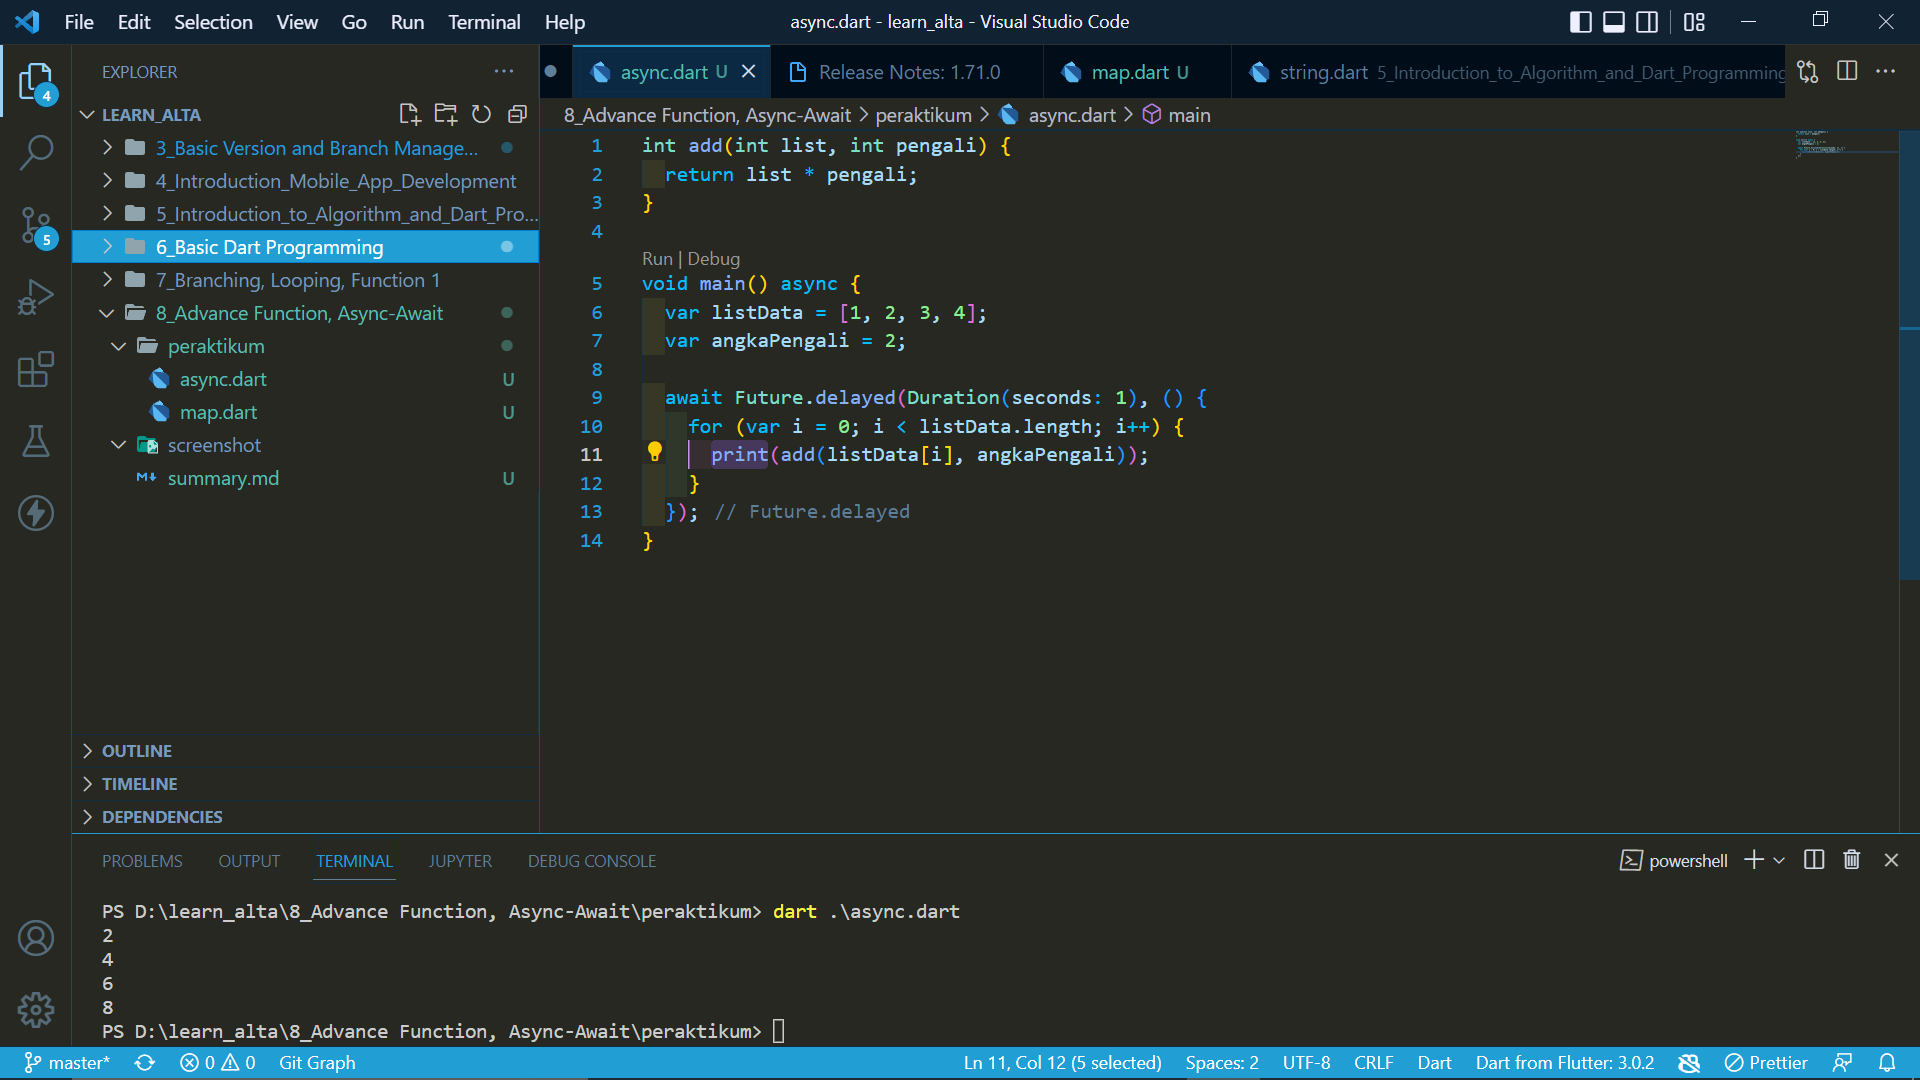 File Edit Selection View Go Run Terminal Help
async.dart - learn_alta - Visual Studio Code
EXPLORER
LEARN_ALTA
3_Basic Version and Branch Manage...
4_Introduction_Mobile_App_Development
5_Introduction_to_Algorithm_and_Dart_Pro...
6_Basic Dart Programming
7_Branching, Looping, Function 1
8_Advance Function, Async-Await
peraktikum
async.dart U
map.dart U
screenshot
summary.md U
OUTLINE
TIMELINE
DEPENDENCIES
4
5
async.dart U
Release Notes: 1.71.0
map.dart U
string.dart 5_Introduction_to_Algorithm_and_Dart_Programming
8_Advance Function, Async-Await > peraktikum > async.dart > main
1 int add(int list, int pengali) {
2 return list * pengali;
3 }
4
Run | Debug
5 void main() async {
6 var listData = [1, 2, 3, 4];
7 var angkaPengali = 2;
8
9 await Future.delayed(Duration(seconds: 1), () {
10 for (var i = 0; i < listData.length; i++) {
11 print(add(listData[i], angkaPengali));
12 }
13 }); // Future.delayed
14 }
PROBLEMS OUTPUT TERMINAL JUPYTER DEBUG CONSOLE
powershell
PS D:\learn_alta\8_Advance Function, Async-Await\peraktikum> dart .\async.dart
2
4
6
8
PS D:\learn_alta\8_Advance Function, Async-Await\peraktikum>
master* 0 0 Git Graph
Ln 11, Col 12 (5 selected) Spaces: 2 UTF-8 CRLF Dart Dart from Flutter: 3.0.2 Prettier